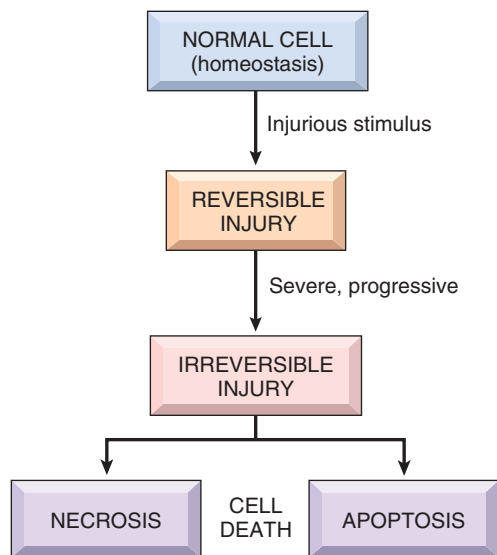 NORMAL CELL
(homeostasis)
Injurious stimulus
REVERSIBLE
INJURY
Severe, progressive
IRREVERSIBLE
INJURY
NECROSIS
CELL
DEATH
APOPTOSIS